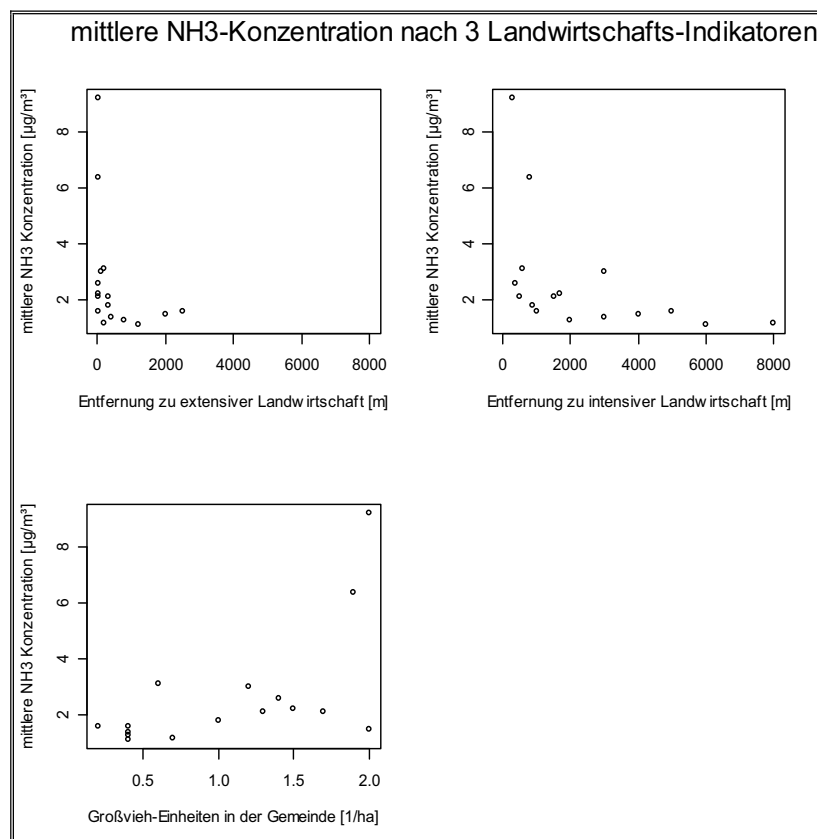 mittlere NH3-Konzentration nach 3 Landwirtschafts-Indikatoren
mittlere NH3 Konzentration [µg/m³]
8
6
4
2
0 2000 4000 6000 8000
Entfernung zu extensiver Landwirtschaft [m]
mittlere NH3 Konzentration [µg/m³]
8
6
4
2
0 2000 4000 6000 8000
Entfernung zu intensiver Landwirtschaft [m]
mittlere NH3 Konzentration [µg/m³]
8
6
4
2
0.5 1.0 1.5 2.0
Großvieh-Einheiten in der Gemeinde [1/ha]